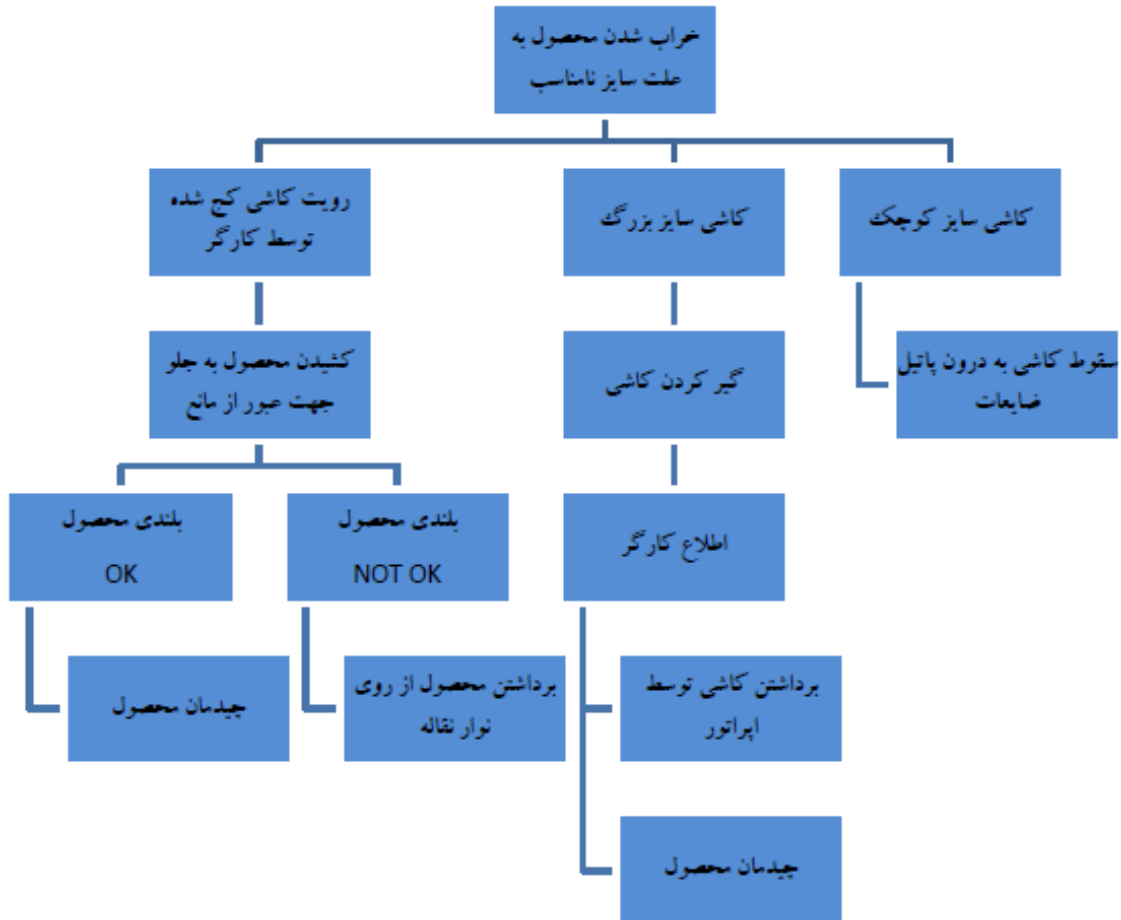 خراب شدن محصول به
علت سایز نامناسب
کاشی سایز کوچک
کاشی سایز بزرگ
رویت کاشی کج شده
توسط کارگر
سقوط کاشی به درون پاتیل
ضایعات
گیر کردن کاشی
کشیدن محصول به جلو
جهت عبور از مانع
اطلاع کارگر
بلندی محصول
NOT OK
بلندی محصول
OK
برداشتن کاشی توسط
اپراتور
برداشتن محصول از روی
نوار نقاله
چیدمان محصول
چیدمان محصول